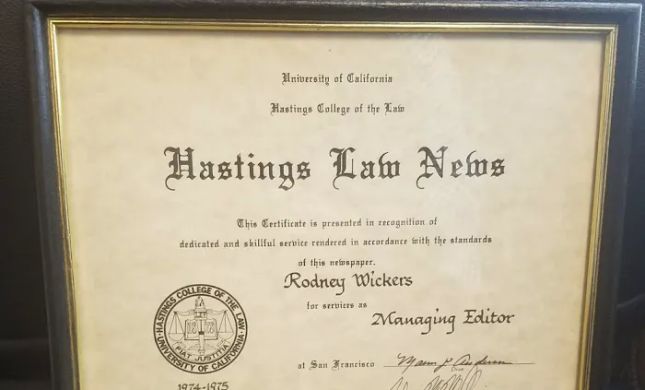 University of California
Hastings College of the Law
Hastings Law News
This Certificate is presented in recognition of
dedicated and skillful service rendered in accordance with the standards
of this newspaper.
Rodney Wickers
for services as
Managing Editor
HASTINGS COLLEGE OF THE LAW
FIAT JUSTITIA
UNIVERSITY OF CALIFORNIA
at San Francisco
1974-1975